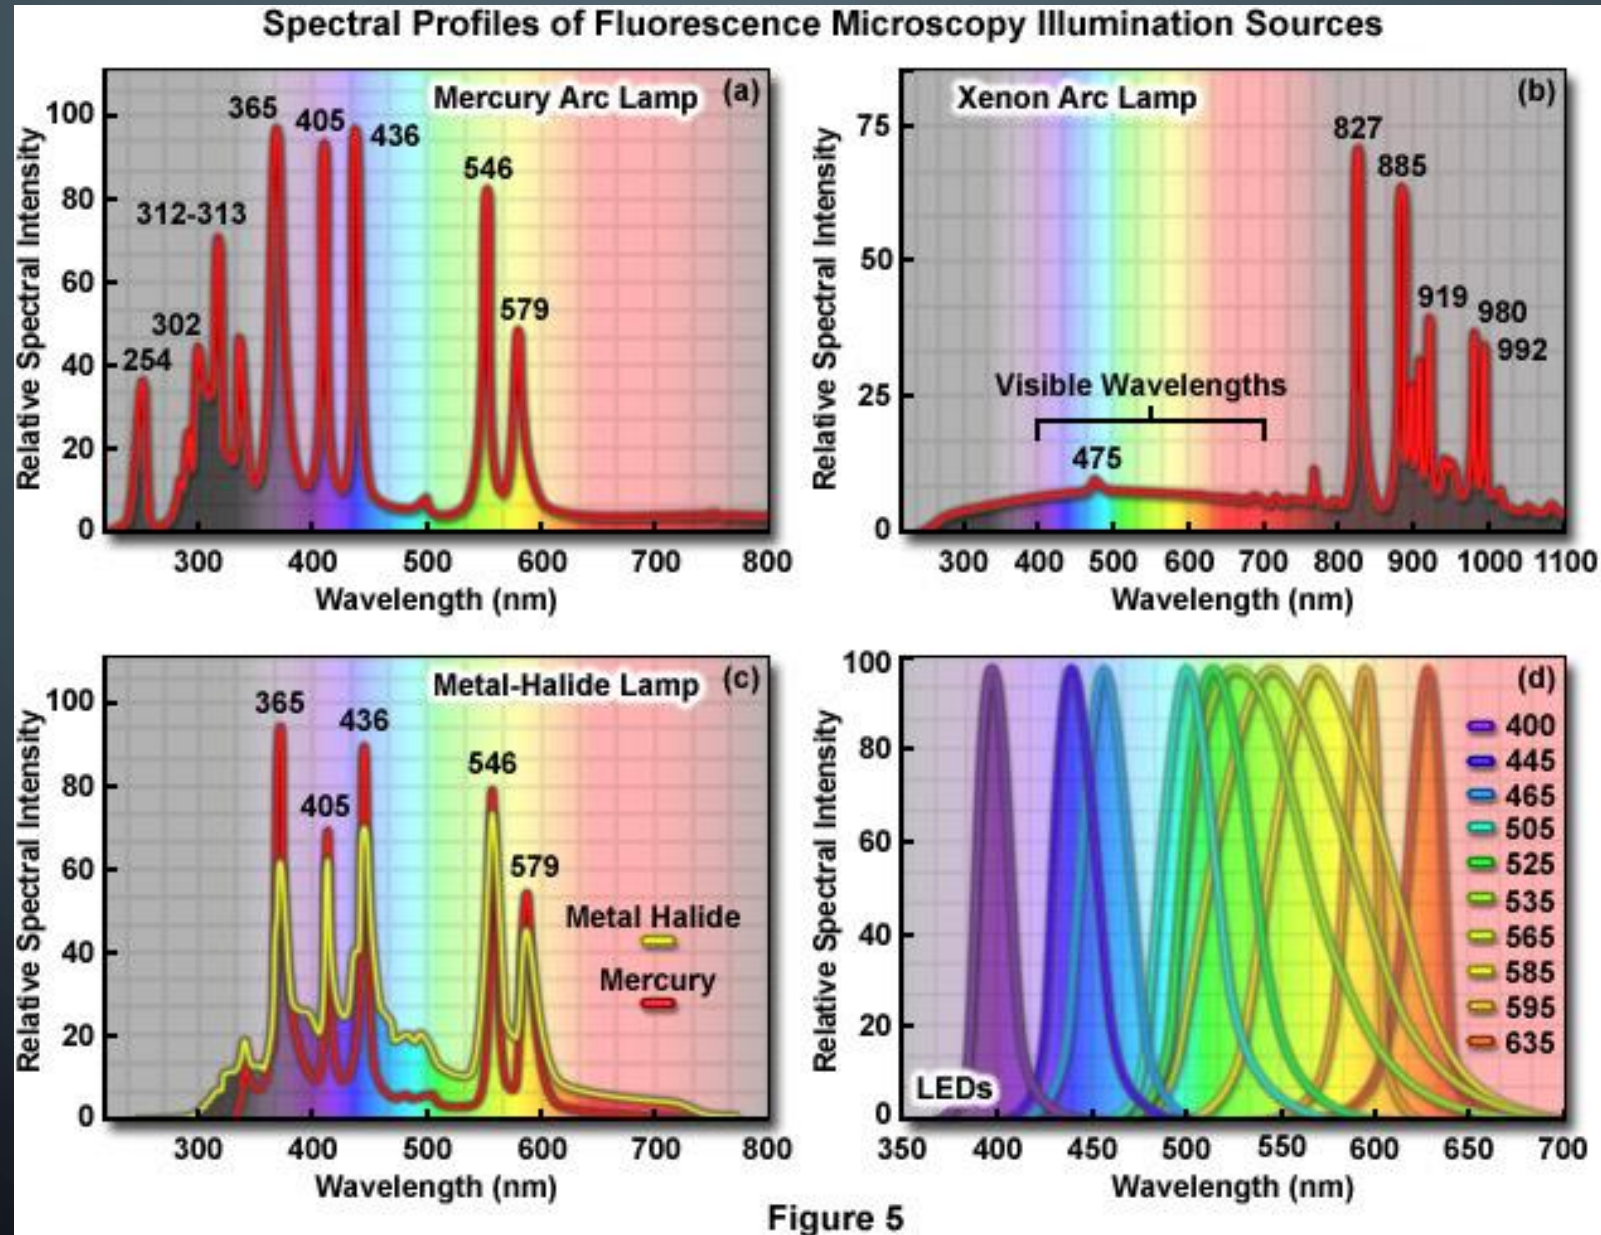 Spectral Profiles of Fluorescence Microscopy Illumination Sources
Mercury Arc Lamp
(a)
Relative Spectral Intensity
100
80
60
40
20
0
254
302
312-313
365
405
436
546
579
300 400 500 600 700 800
Wavelength (nm)
Xenon Arc Lamp
(b)
Relative Spectral Intensity
75
50
25
0
Visible Wavelengths
475
827
885
919
980
992
300 400 500 600 700 800 900 1000 1100
Wavelength (nm)
Metal-Halide Lamp
(c)
Relative Spectral Intensity
100
80
60
40
20
0
365
405
436
546
579
Metal Halide
Mercury
300 400 500 600 700 800
Wavelength (nm)
(d)
Relative Spectral Intensity
100
80
60
40
20
0
400
445
465
505
525
535
565
585
595
635
LEDs
350 400 450 500 550 600 650 700
Wavelength (nm)
Figure 5